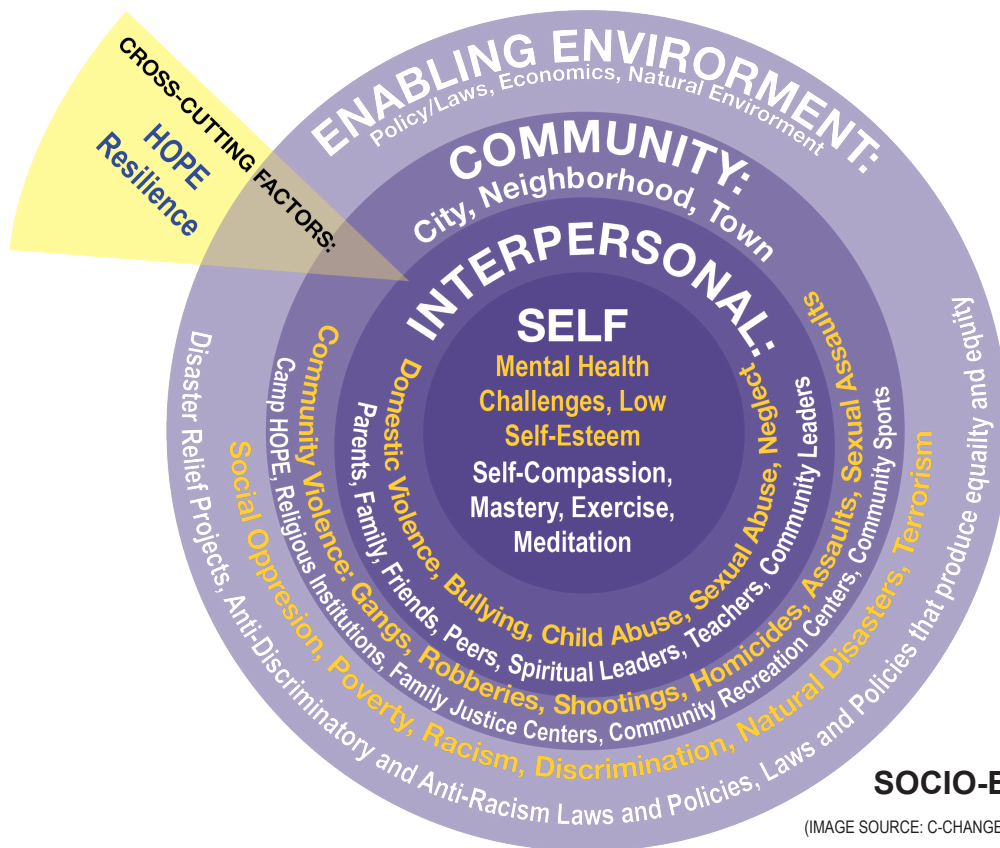 CROSS-CUTTING FACTORS:
HOPE
Resilience
ENABLING ENVIRORMENT:
Policy/Laws, Economics, Natural Environment
COMMUNITY:
City, Neighborhood, Town
INTERPERSONAL:
SELF
Mental Health
Challenges, Low
Self-Esteem
Self-Compassion,
Mastery, Exercise,
Meditation
Domestic Violence, Bullying, Child Abuse, Sexual Abuse, Neglect
Parents, Family, Friends, Peers, Spiritual Leaders, Teachers, Community Leaders
Community Violence: Gangs, Robberies, Shootings, Homicides, Assaults, Sexual Assaults
Camp HOPE, Religious Institutions, Family Justice Centers, Community Recreation Centers, Community Sports
Social Oppresion, Poverty, Racism, Discrimination, Natural Disasters, Terrorism
Disaster Relief Projects, Anti-Discriminatory and Anti-Racism Laws and Policies, Laws and Policies that produce equailty and equity
SOCIO-E
(IMAGE SOURCE: C-CHANGE